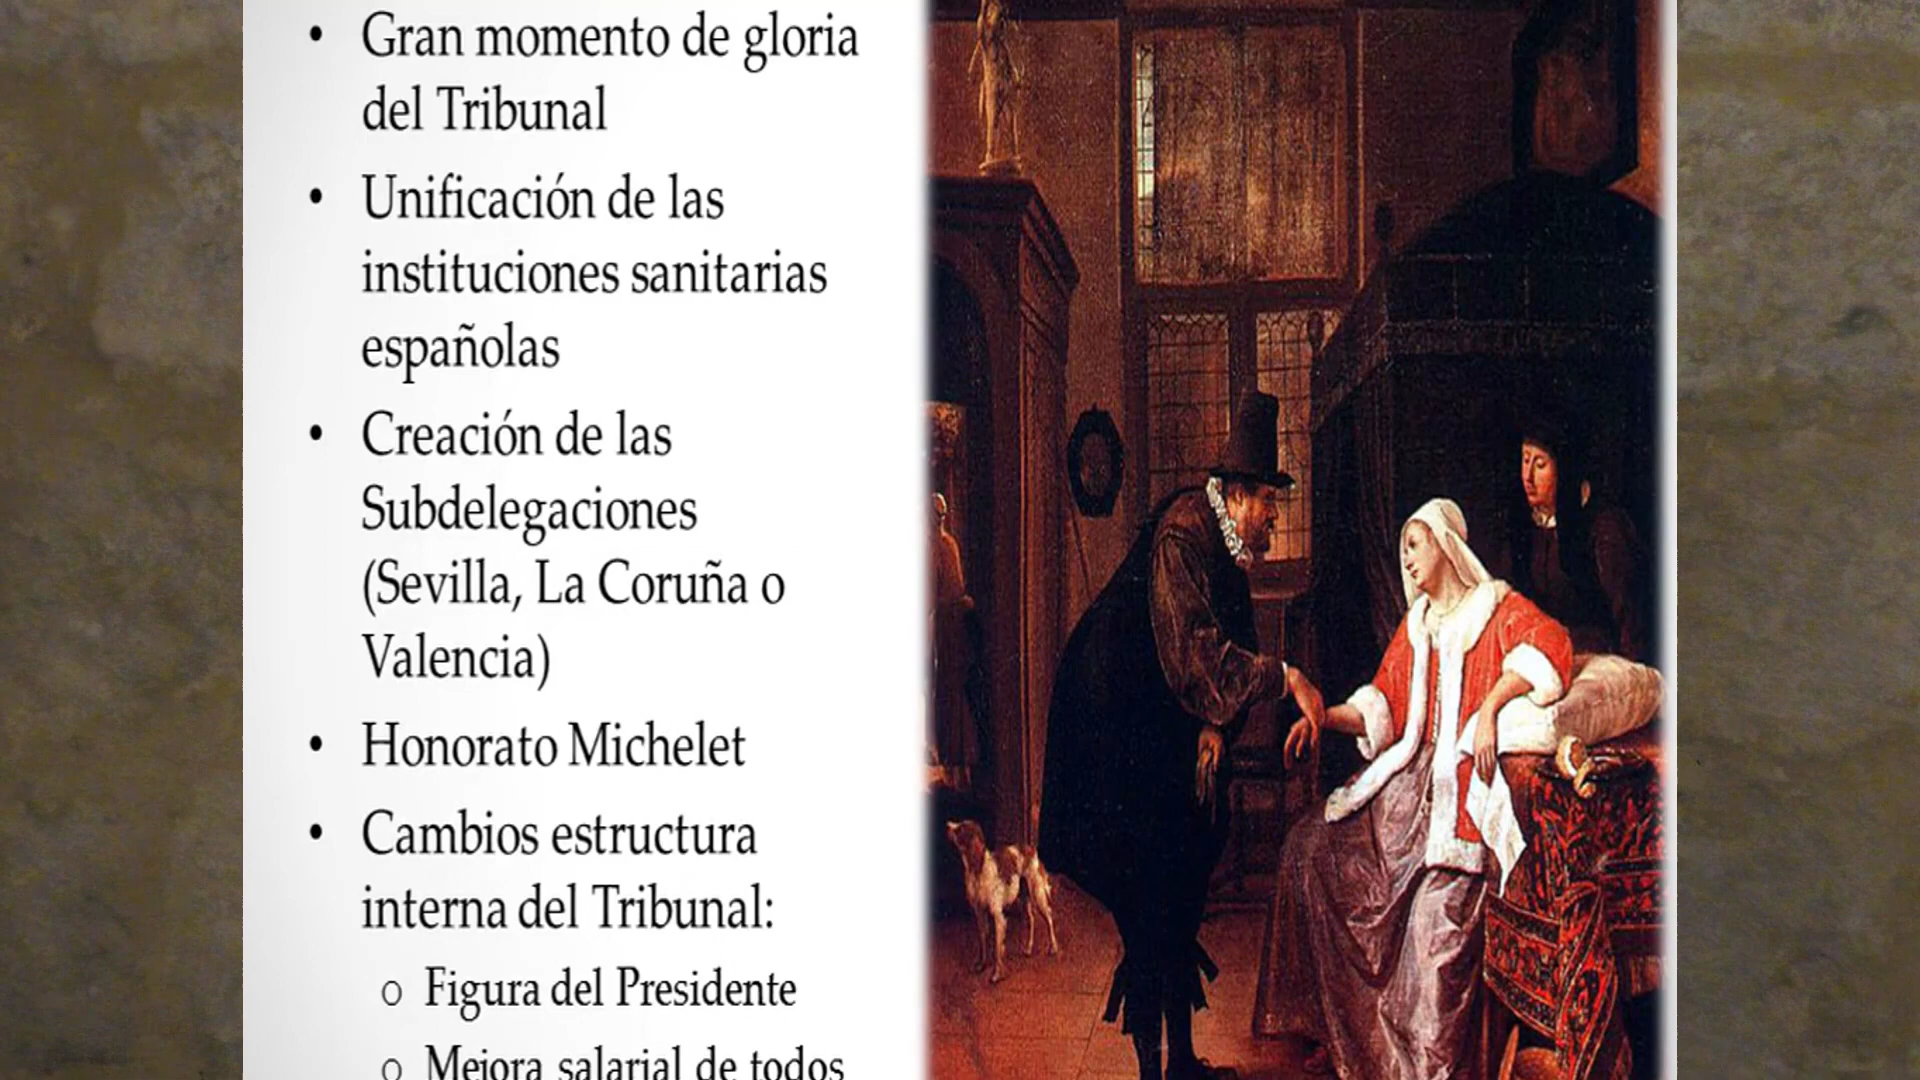 • Gran momento de gloria
del Tribunal
• Unificación de las
instituciones sanitarias
españolas
• Creación de las
Subdelegaciones
(Sevilla, La Coruña o
Valencia)
• Honorato Michelet
• Cambios estructura
interna del Tribunal:
o Figura del Presidente
o Mejora salarial de todos